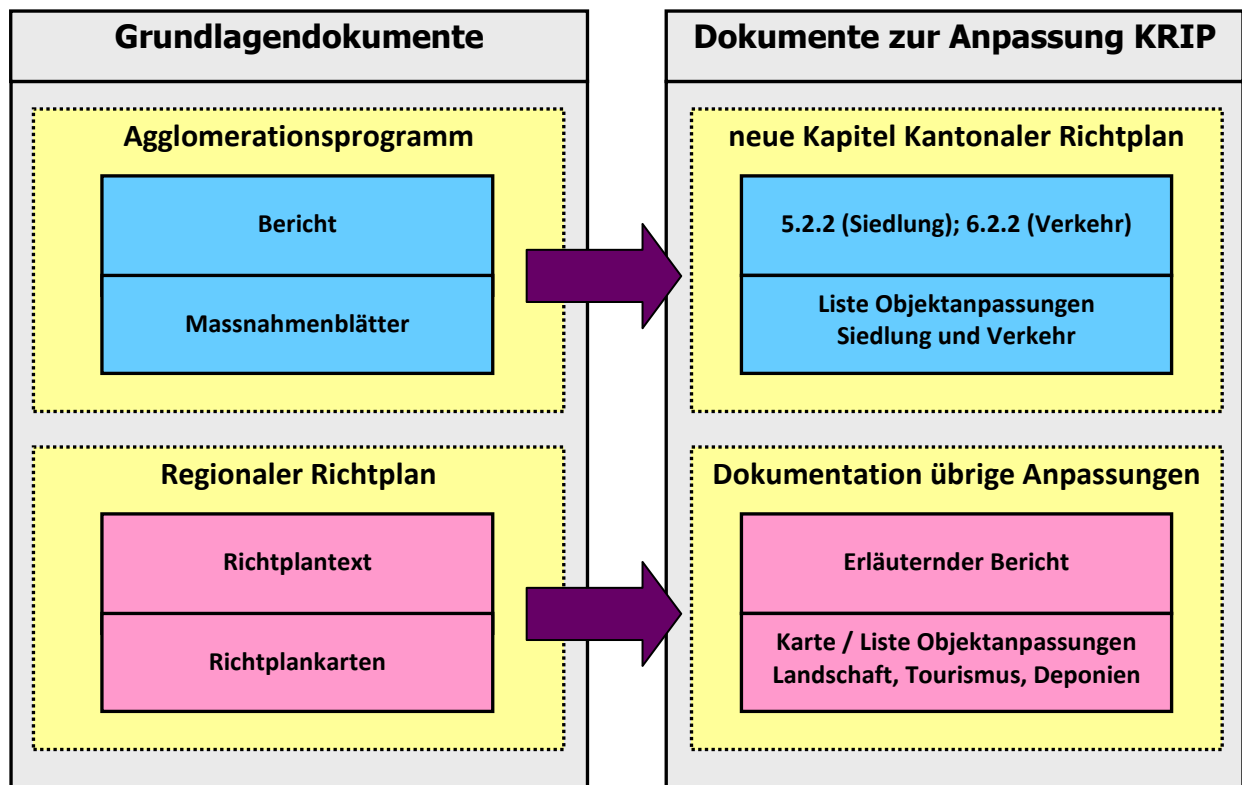 Grundlagendokumente
Agglomerationsprogramm
Bericht
Massnahmenblätter
Regionaler Richtplan
Richtplantext
Richtplankarten
Dokumente zur Anpassung KRIP
neue Kapitel Kantonaler Richtplan
5.2.2 (Siedlung); 6.2.2 (Verkehr)
Liste Objektanpassungen
Siedlung und Verkehr
Dokumentation übrige Anpassungen
Erläuternder Bericht
Karte / Liste Objektanpassungen
Landschaft, Tourismus, Deponien